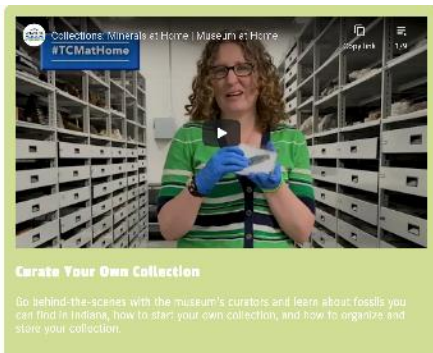 Collections: Minerals at Home | Museum at Home
Copy link
1/9
#TCMatHome
Curate Your Own Collection
Go behind-the-scenes with the museum's curators and learn about fossils you
can find in Indiana, how to start your own collection, and how to organize and
store your collection.